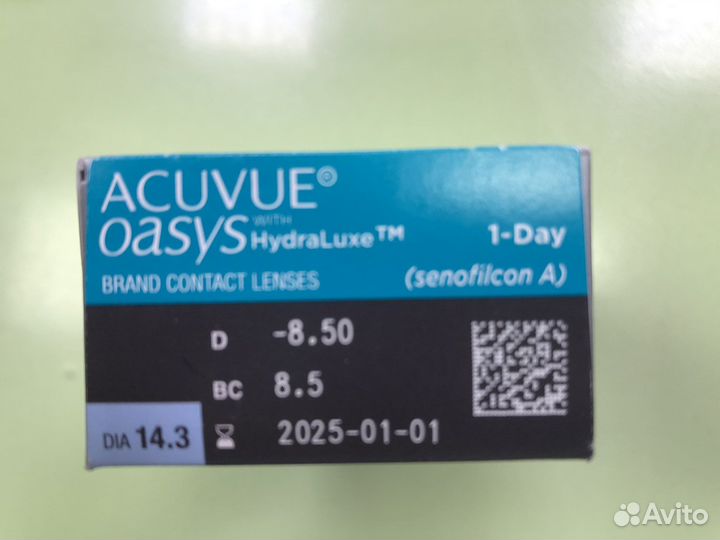 ACUVUE®
oasys WITH HydraLuxe™ 1-Day
BRAND CONTACT LENSES (senofilcon A)
D -8.50
BC 8.5
DIA 14.3 2025-01-01
Avito